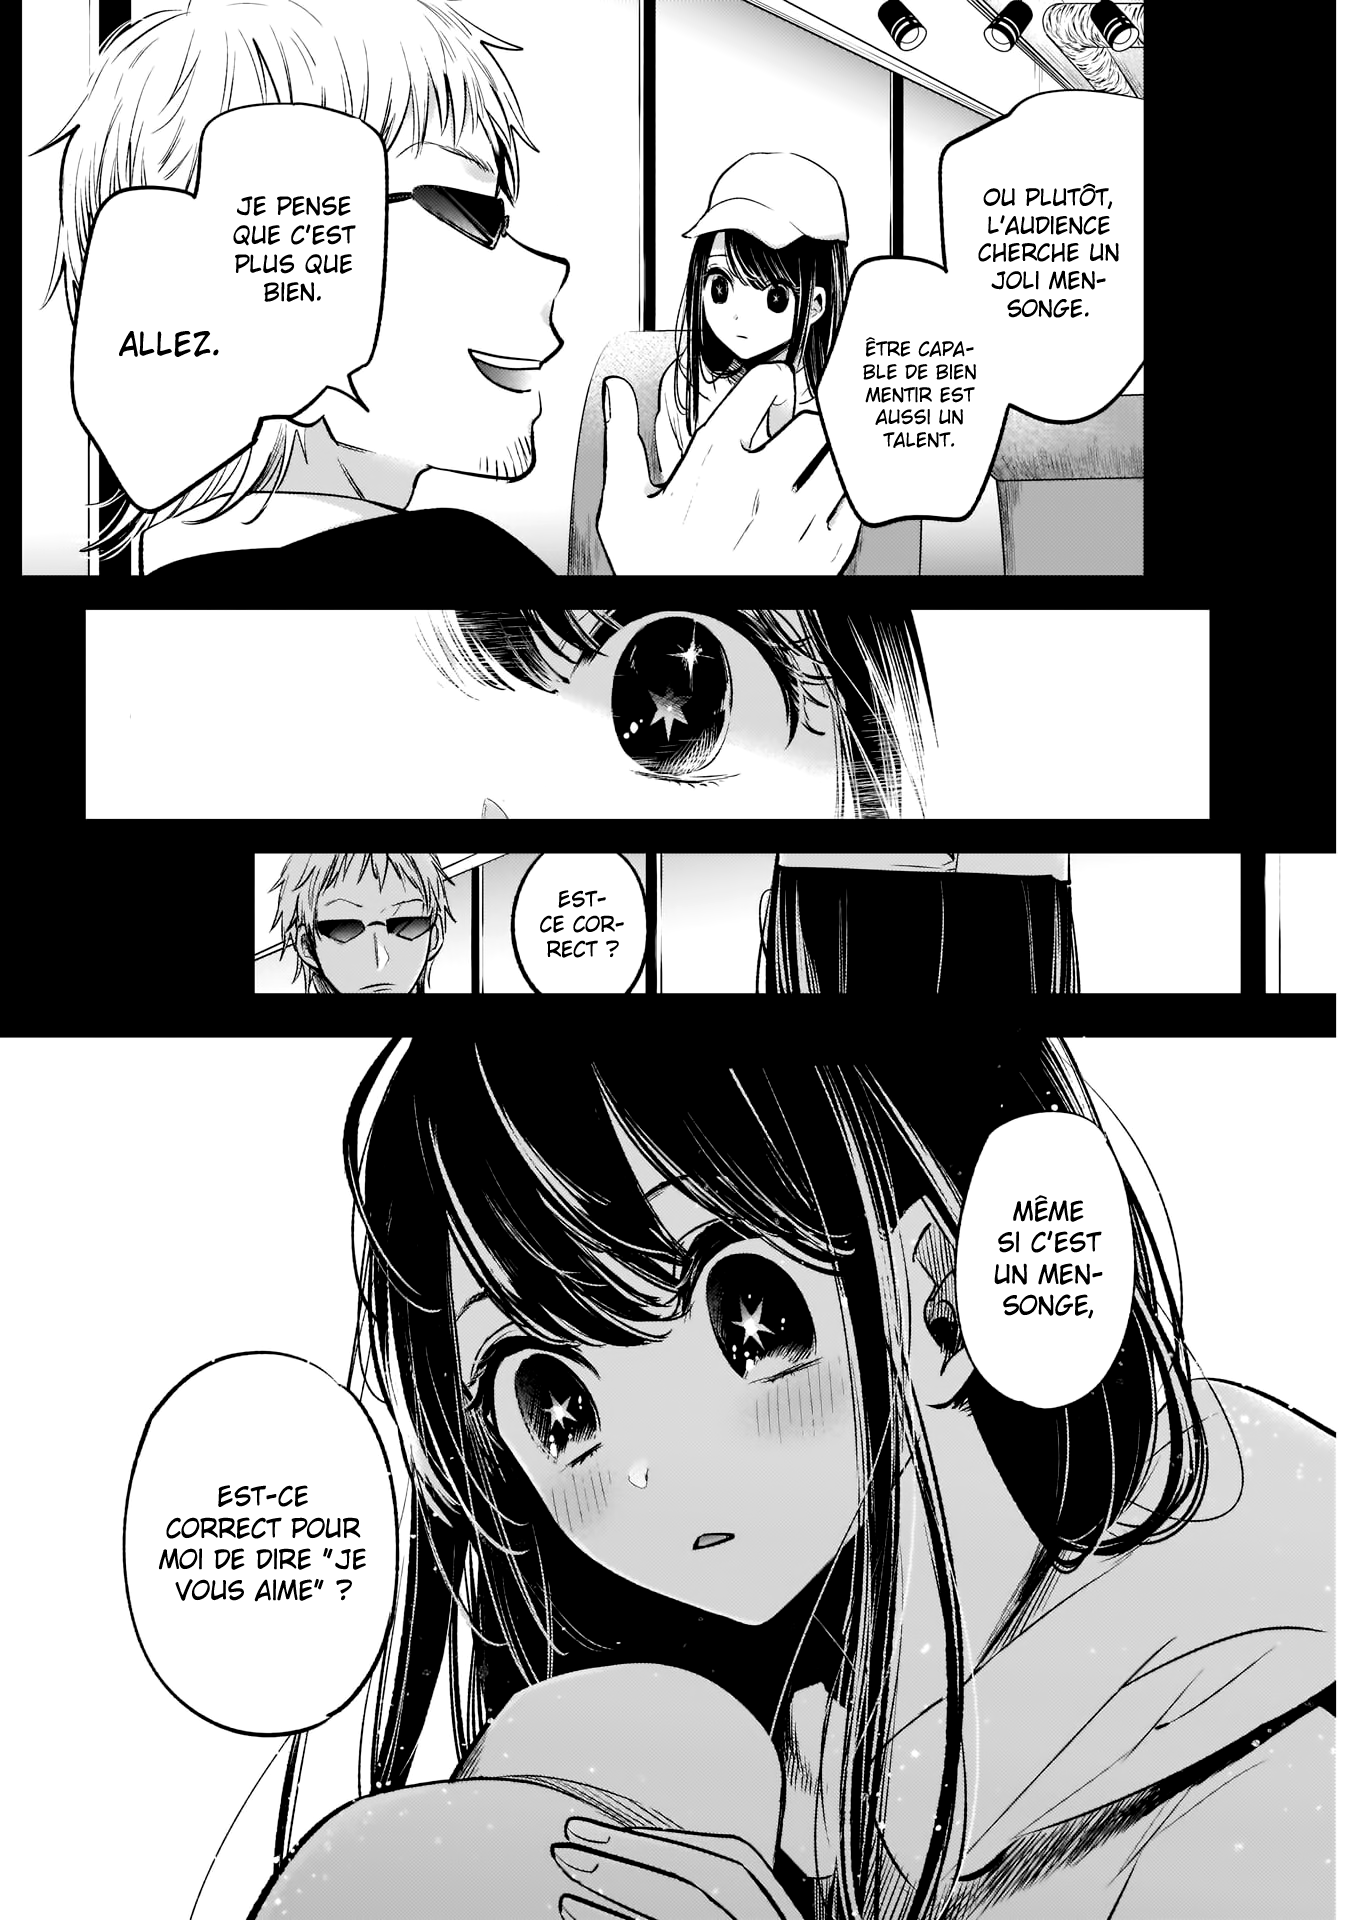 OU PLUTÔT,
L'AUDIENCE
CHERCHE UN
JOLI MEN-
SONGE.
ÊTRE CAPA-
BLE DE BIEN
MENTIR EST
AUSSI UN
TALENT.
JE PENSE
QUE C'EST
PLUS QUE
BIEN.
ALLEZ.
EST-
CE COR-
RECT ?
MÊME
SI C'EST
UN MEN-
SONGE,
EST-CE
CORRECT POUR
MOI DE DIRE "JE
VOUS AIME" ?